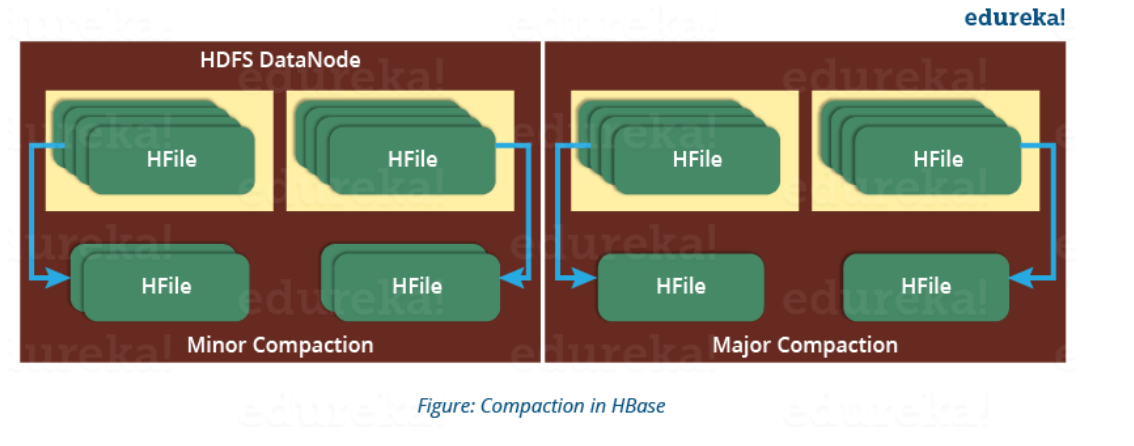 edureka!
HDFS DataNode
HFile
HFile
HFile
HFile
HFile
HFile
HFile
HFile
Minor Compaction
Major Compaction
Figure: Compaction in HBase